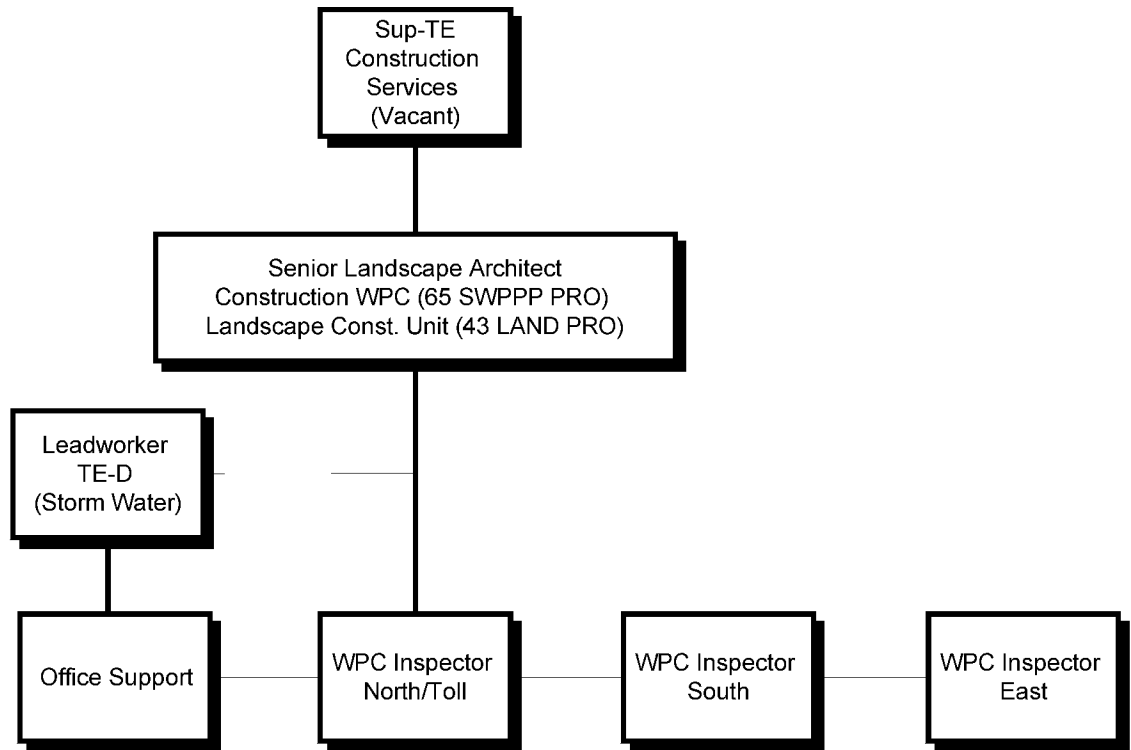 Sup-TE
Construction
Services
(Vacant)
Senior Landscape Architect
Construction WPC (65 SWPPP PRO)
Landscape Const. Unit (43 LAND PRO)
Leadworker
TE-D
(Storm Water)
Office Support
WPC Inspector
North/Toll
WPC Inspector
South
WPC Inspector
East